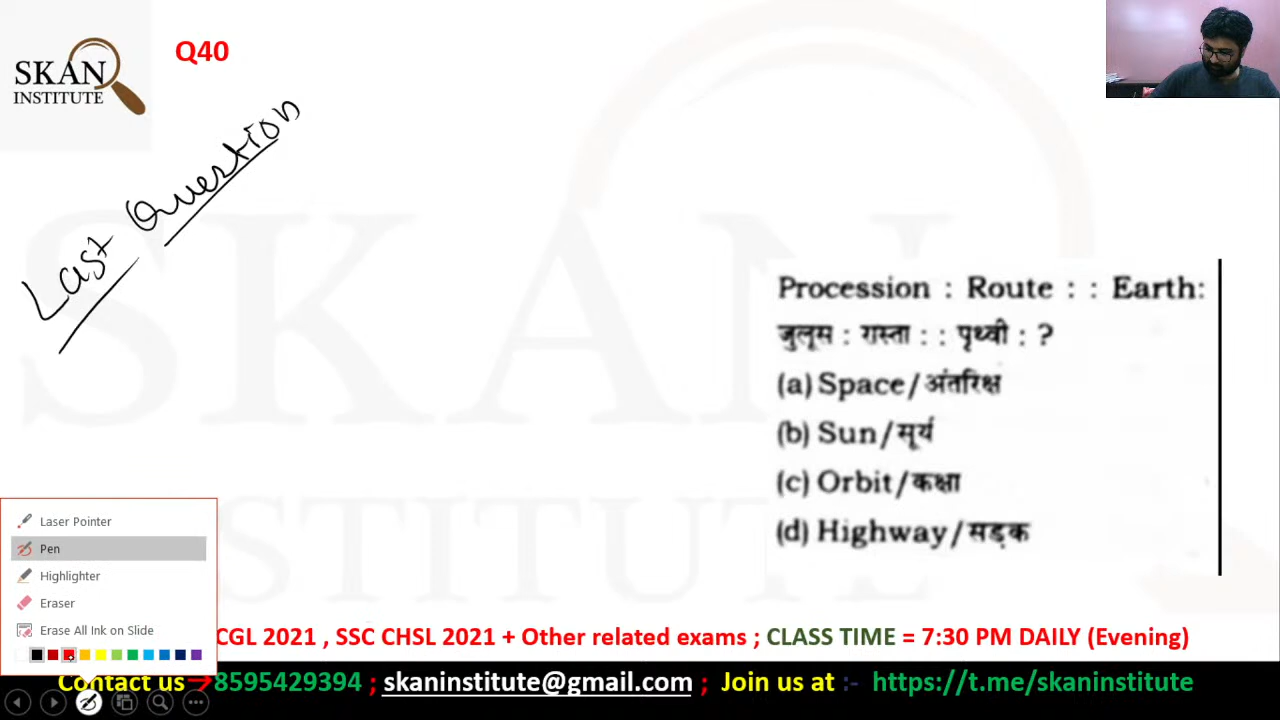 SKAN
INSTITUTE
Q40
Last Question
SKAN
INSTITUTE
Procession : Route : : Earth:
जुलूस : रास्ता : : पृथ्वी : ?
(a) Space/अंतरिक्ष
(b) Sun/सूर्य
(c) Orbit/कक्षा
(d) Highway/सड़क
Laser Pointer
Pen
Highlighter
Eraser
Erase All Ink on Slide
CGL 2021 , SSC CHSL 2021 + Other related exams ; CLASS TIME = 7:30 PM DAILY (Evening)
Contact us →8595429394 ; skaninstitute@gmail.com ; Join us at :- https://t.me/skaninstitute